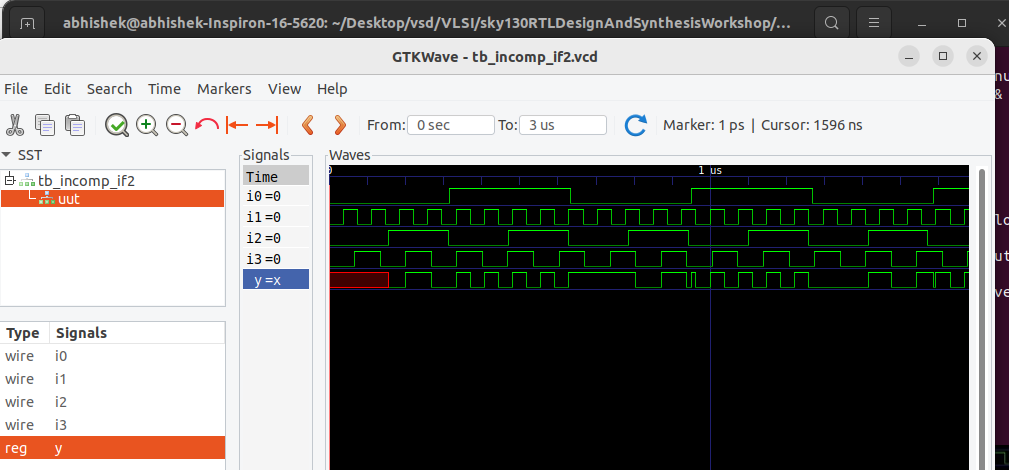 abhishek@abhishek-Inspiron-16-5620: ~/Desktop/vsd/VLSI/sky130RTLDesignAndSynthesisWorkshop/...
GTKWave - tb_incomp_if2.vcd
File Edit Search Time Markers View Help
From: 0 sec To: 3 us Marker: 1 ps | Cursor: 1596 ns
SST
tb_incomp_if2
uut
Type Signals
wire i0
wire i1
wire i2
wire i3
reg y
Signals
Time
i0 =0
i1 =0
i2 =0
i3 =0
y =x
Waves
0 1 us
nu
&
ut
ve